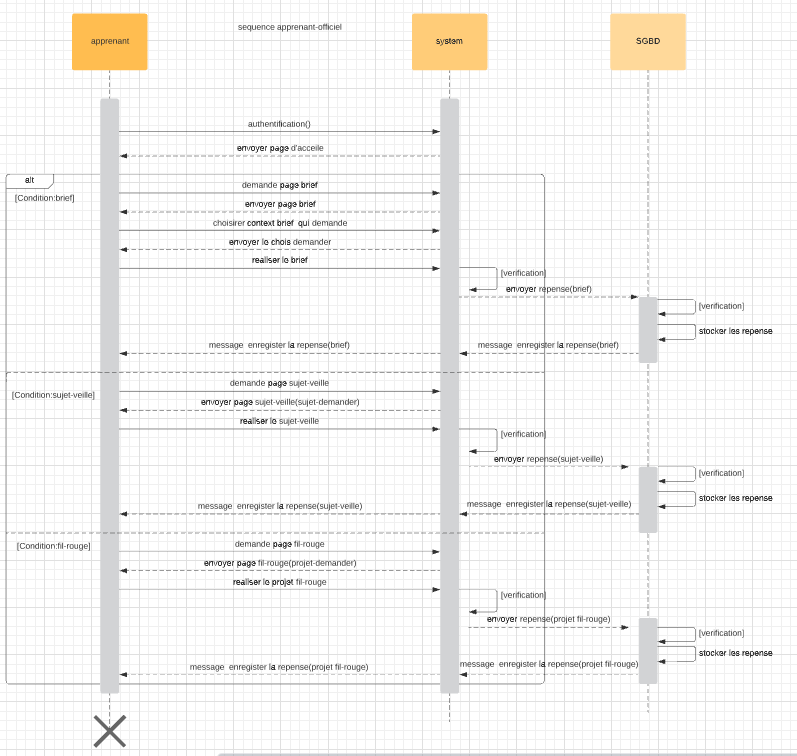 sequence apprenant-officiel
apprenant
system
SGBD
authentification()
envoyer page d'acceile
alt
[Condition:brief]
demande page brief
envoyer page brief
choisirer context brief qui demande
envoyer le chois demander
realiser le brief
[verification]
envoyer repense(brief)
[verification]
stocker les repense
message enregister la repense(brief)
message enregister la repense(brief)
[Condition:sujet-veille]
demande page sujet-veille
envoyer page sujet-veille(sujet-demander)
realiser le sujet-veille
[verification]
envoyer repense(sujet-veille)
[verification]
stocker les repense
message enregister la repense(sujet-veille)
message enregister la repense(sujet-veille)
[Condition:fil-rouge]
demande page fil-rouge
envoyer page fil-rouge(projet-demander)
realiser le projet fil-rouge
[verification]
envoyer repense(projet fil-rouge)
[verification]
stocker les repense
message enregister la repense(projet fil-rouge)
message enregister la repense(projet fil-rouge)